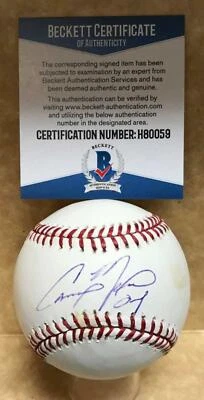 BECKETT CERTIFICATE
OF AUTHENTICITY
The corresponding signed item has been
subjected to examination by an expert from
Beckett Authentication Services and has
been deemed authentic and genuine.
This authentication can be verified by
visiting www.beckett-authentication.com
and utilizing the below number in the
designated area.
CERTIFICATION NUMBER: H80059
BECKETT
B
AUTHENTICATION
SERVICES